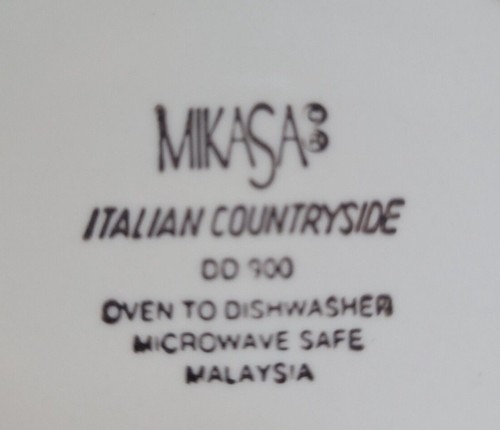 MIKASA
ITALIAN COUNTRYSIDE
DD 900
OVEN TO DISHWASHER
MICROWAVE SAFE
MALAYSIA